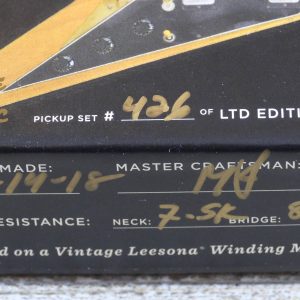 PICKUP SET # 426 OF LTD EDITI
MADE: -19-18 MASTER CRAFTSMAN:
ESISTANCE: NECK: 7.5K BRIDGE: 8
d on a Vintage Leesona® Winding M